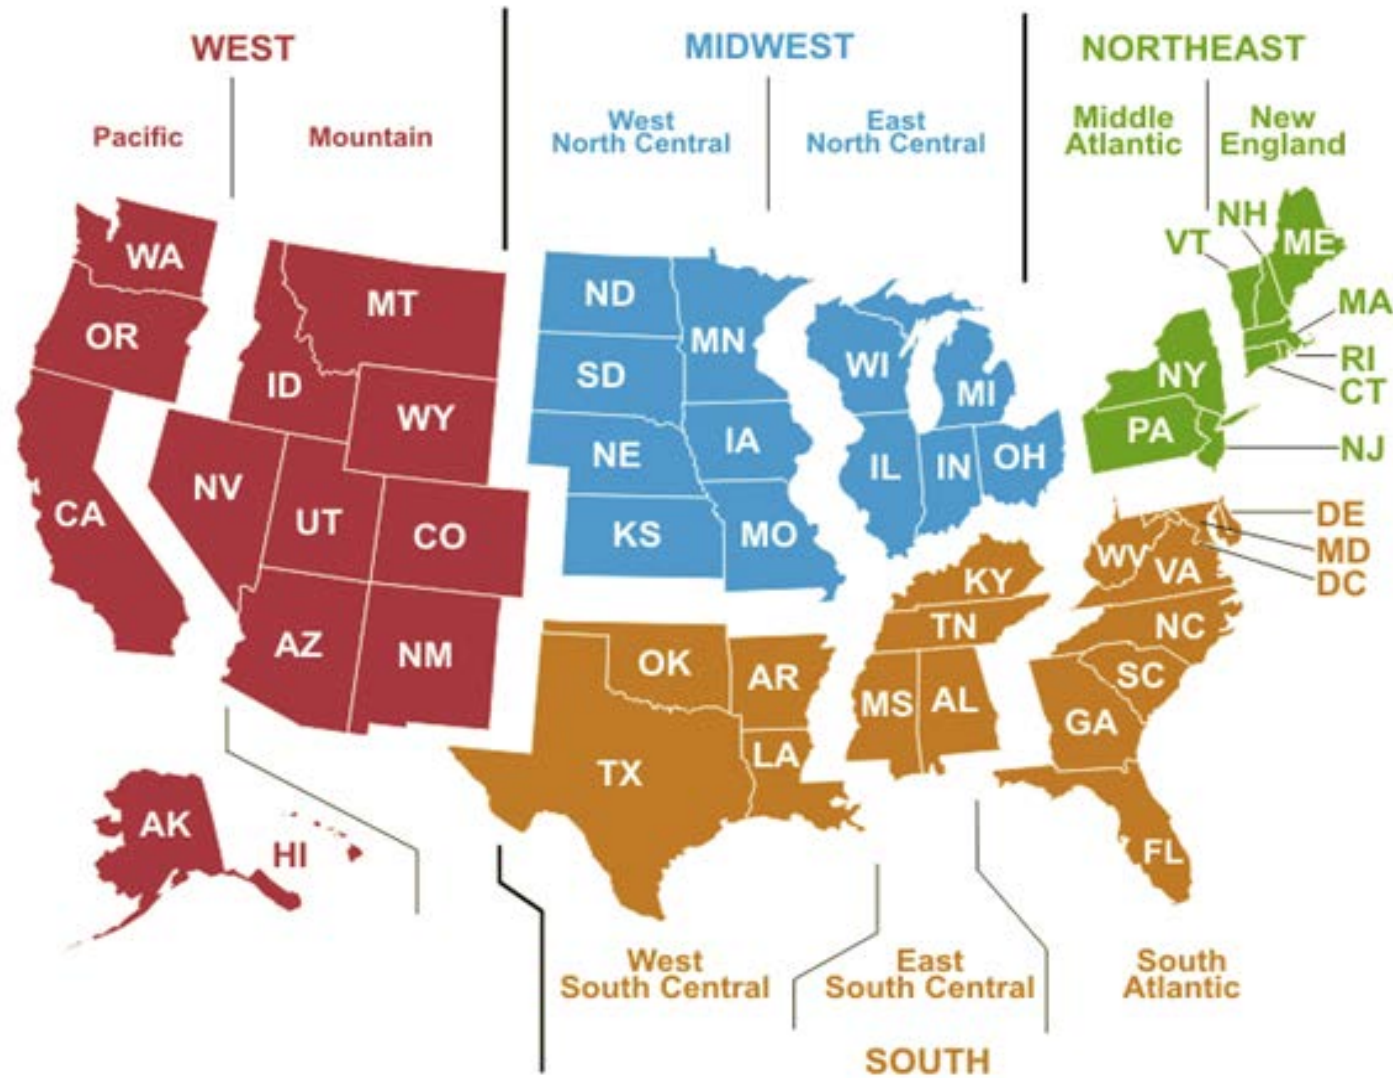 WEST
MIDWEST
NORTHEAST
Pacific
Mountain
West
North Central
East
North Central
Middle
Atlantic
New
England
WA
OR
CA
MT
ID
WY
NV
UT
CO
AZ
NM
AK
HI
ND
SD
NE
KS
MN
IA
MO
WI
MI
IL
IN
OH
NH
VT
ME
MA
RI
CT
NY
PA
NJ
DE
MD
DC
WV
VA
KY
TN
NC
SC
OK
AR
MS
AL
GA
TX
LA
FL
West
South Central
East
South Central
South
Atlantic
SOUTH